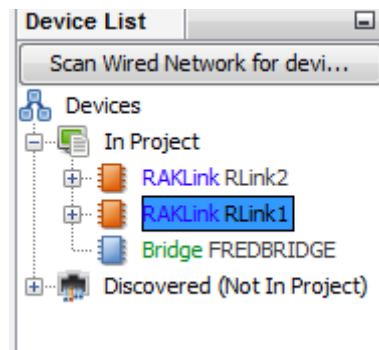 Device List
Scan Wired Network for devi...
Devices
In Project
RAKLink RLink2
RAKLink RLink1
Bridge FREDBRIDGE
Discovered (Not In Project)